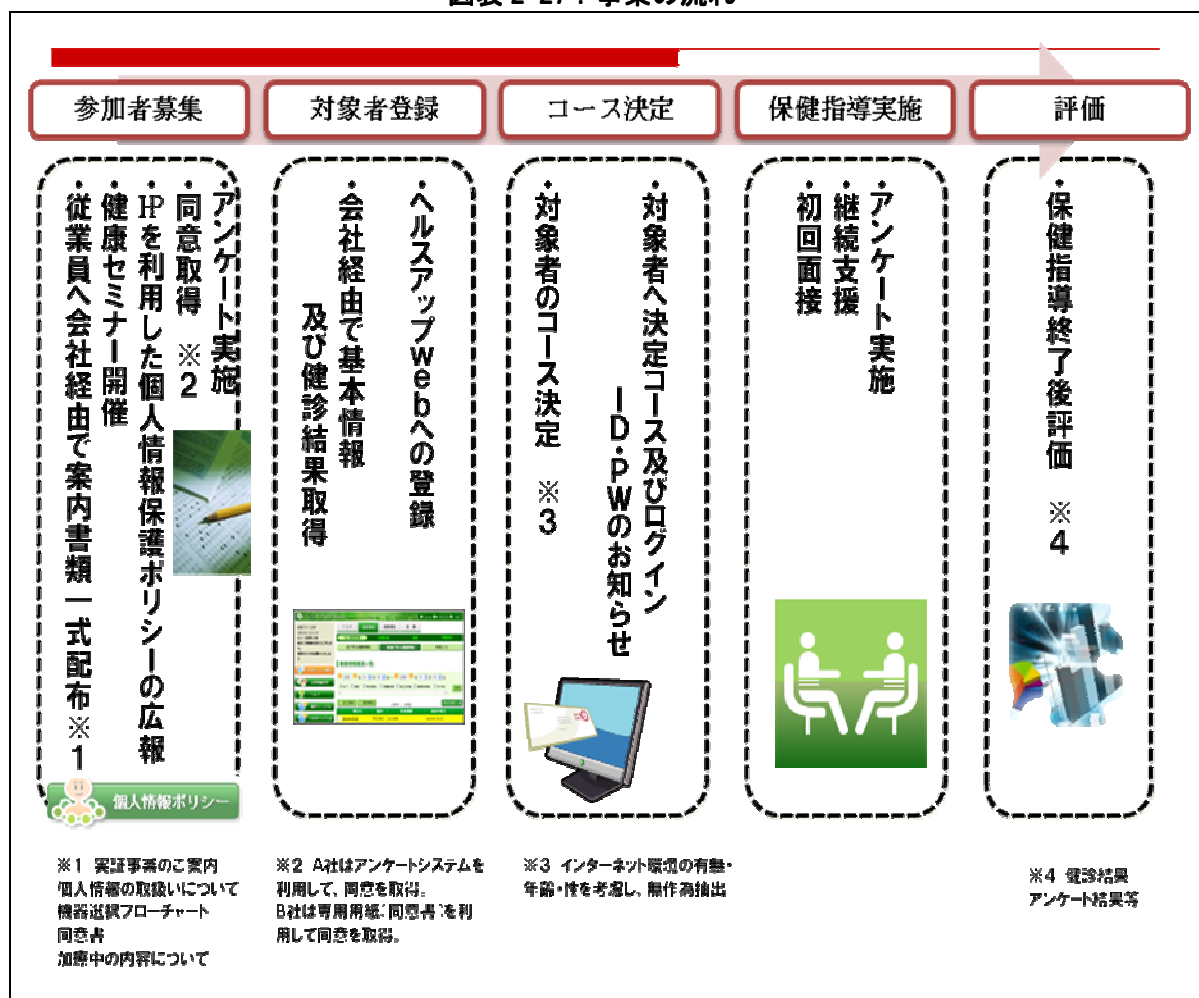 図表 2-27：事業の流れ
参加者募集
対象者登録
コース決定
保健指導実施
評価
・アンケート実施
・同意取得 ※2
・HPを利用した個人情報保護ポリシーの広報
・健康セミナー開催
・従業員へ会社経由で案内書類一式配布※1
個人情報ポリシー
・ヘルスアップwebへの登録
・会社経由で基本情報
及び健診結果取得
・対象者へ決定コース及びログイン
ID・PWのお知らせ
・対象者のコース決定 ※3
・アンケート実施
・継続支援
・初回面接
・保健指導終了後評価 ※4
※1 実証事業のご案内
個人情報の取扱いについて
機器選択フローチャート
同意書
加療中の内容について
※2 A社はアンケートシステムを
利用して、同意を取得。
B社は専用用紙「同意書」を利
用して同意を取得。
※3 インターネット環境の有無・
年齢・性を考慮し、無作為抽出
※4 健診結果
アンケート結果等